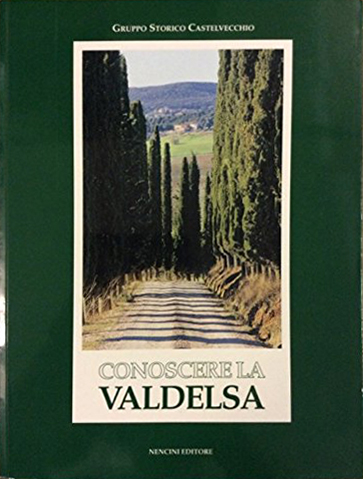 GRUPPO STORICO CASTELVECCHIO
CONOSCERE LA
VALDELSA
NENCINI EDITORE